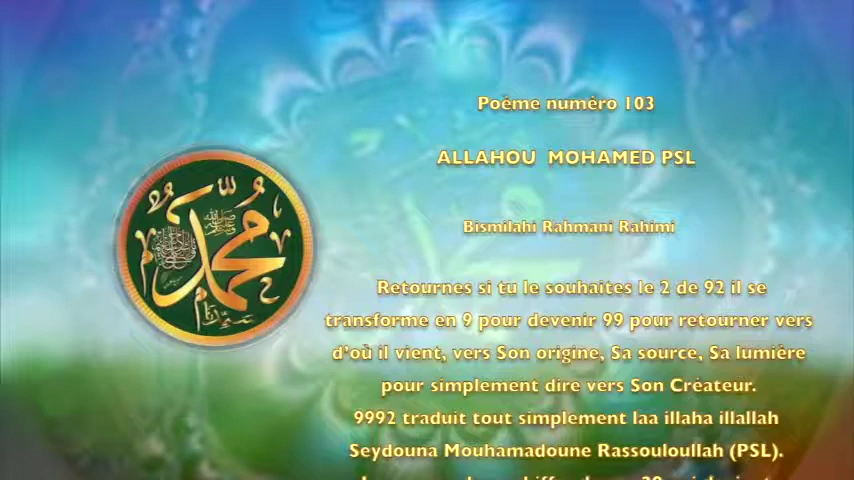 Poème numéro 103
ALLAHOU MOHAMED PSL
Bismilahi Rahmani Rahimi
محمد
Retournes si tu le souhaites le 2 de 92 il se
transforme en 9 pour devenir 99 pour retourner vers
d'où il vient, vers Son origine, Sa source, Sa lumière
pour simplement dire vers Son Créateur.
9992 traduit tout simplement laa illaha illallah
Seydouna Mouhamadoune Rassouloullah (PSL).